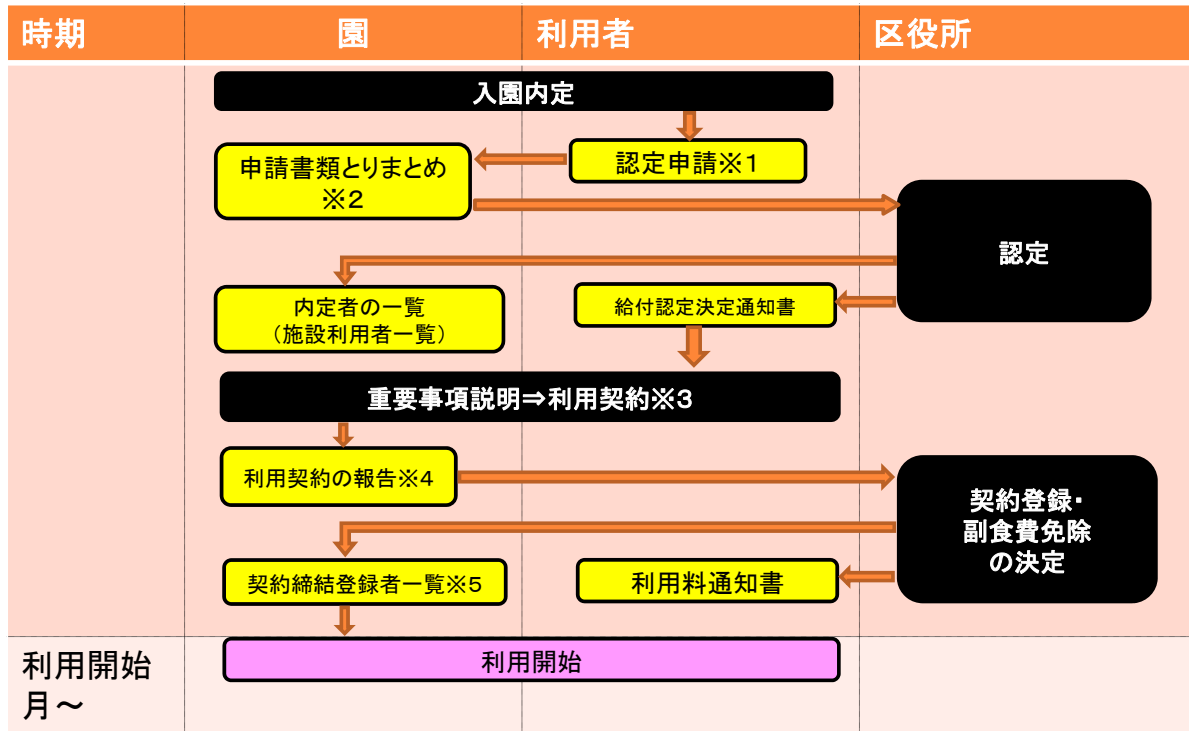 時期
園
利用者
区役所
入園内定
認定申請※1
申請書類とりまとめ
※2
認定
内定者の一覧
（施設利用者一覧）
給付認定決定通知書
重要事項説明⇒利用契約※3
利用契約の報告※4
契約登録・
副食費免除
の決定
契約締結登録者一覧※5
利用料通知書
利用開始
月～
利用開始